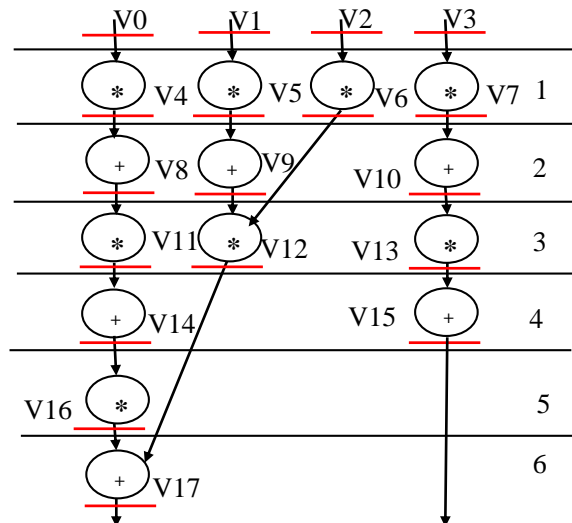 V0 V1 V2 V3
* * * *
V4 V5 V6 V7 1
+ + +
V8 V9 V10 2
* * *
V11 V12 V13 3
+ +
V14 V15 4
*
V16 5
+
V17 6